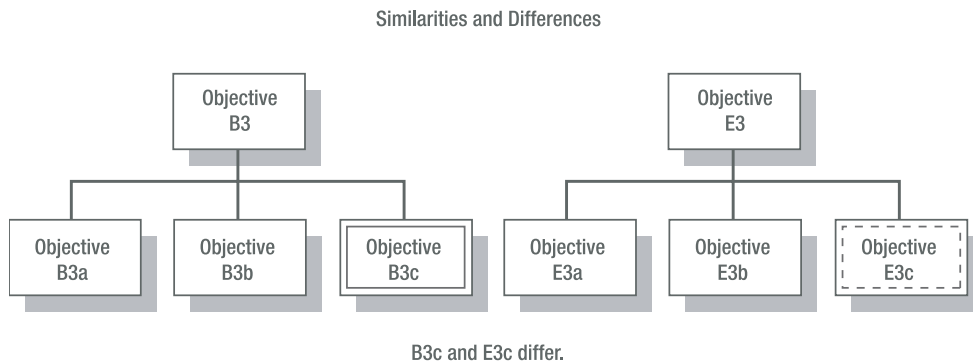 Similarities and Differences
Objective
B3
Objective
E3
Objective
B3a
Objective
B3b
Objective
B3c
Objective
E3a
Objective
E3b
Objective
E3c
B3c and E3c differ.